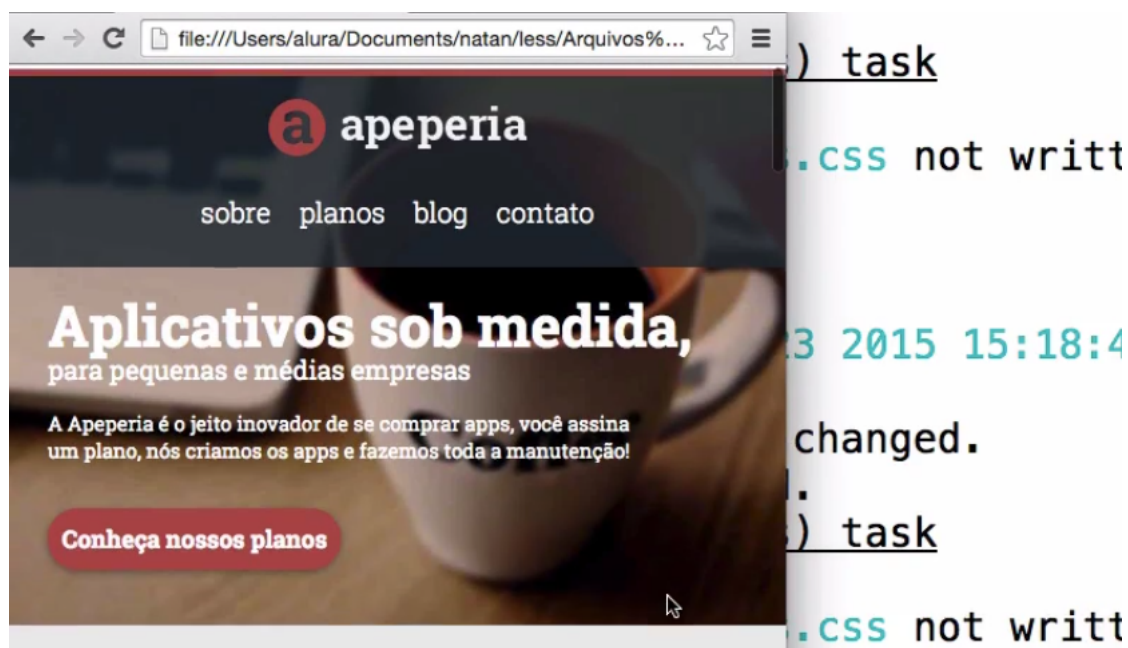 file:///Users/alura/Documents/natan/less/Arquivos%...
a apeperia
sobre planos blog contato
Aplicativos sob medida,
para pequenas e médias empresas
A Apeperia é o jeito inovador de se comprar apps, você assina
um plano, nós criamos os apps e fazemos toda a manutenção!
Conheça nossos planos
) task
.css not writt
23 2015 15:18:4
changed.
.
) task
.css not writt